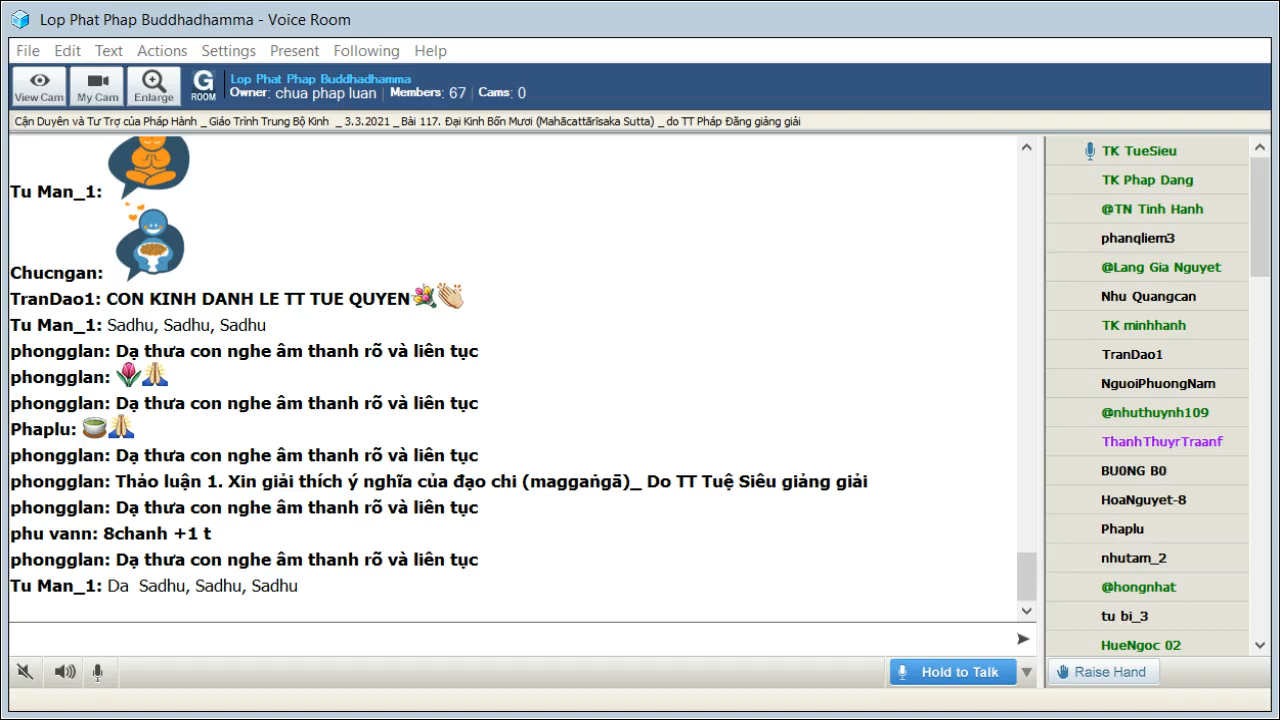 Lop Phat Phap Buddhadhamma - Voice Room
File Edit Text Actions Settings Present Following Help
View Cam My Cam Enlarge G ROOM
Lop Phat Phap Buddhadhamma
Owner: chua phap luan | Members: 67 | Cams: 0
Cận Duyên và Tư Trợ của Pháp Hành _ Giáo Trình Trung Bộ Kinh _ 3.3.2021 _ Bài 117. Đại Kinh Bốn Mươi (Mahācattārīsaka Sutta) _ do TT Pháp Đăng giảng giải
Tu Man_1:
Chucngan:
TranDao1: CON KINH DANH LE TT TUE QUYEN
Tu Man_1: Sadhu, Sadhu, Sadhu
phongglan: Dạ thưa con nghe âm thanh rõ và liên tục
phongglan:
phongglan: Dạ thưa con nghe âm thanh rõ và liên tục
Phaplu:
phongglan: Dạ thưa con nghe âm thanh rõ và liên tục
phongglan: Thảo luận 1. Xin giải thích ý nghĩa của đạo chi (maggaṅgā)_ Do TT Tuệ Siêu giảng giải
phongglan: Dạ thưa con nghe âm thanh rõ và liên tục
phu vann: 8chanh +1 t
phongglan: Dạ thưa con nghe âm thanh rõ và liên tục
Tu Man_1: Da Sadhu, Sadhu, Sadhu
TK TueSieu
TK Phap Dang
@TN Tinh Hanh
phanqliem3
@Lang Gia Nguyet
Nhu Quangcan
TK minhhanh
TranDao1
NguoiPhuongNam
@nhuthuynh109
ThanhThuyrTraanf
BU0NG B0
HoaNguyet-8
Phaplu
nhutam_2
@hongnhat
tu bi_3
HueNgoc 02
Hold to Talk
Raise Hand